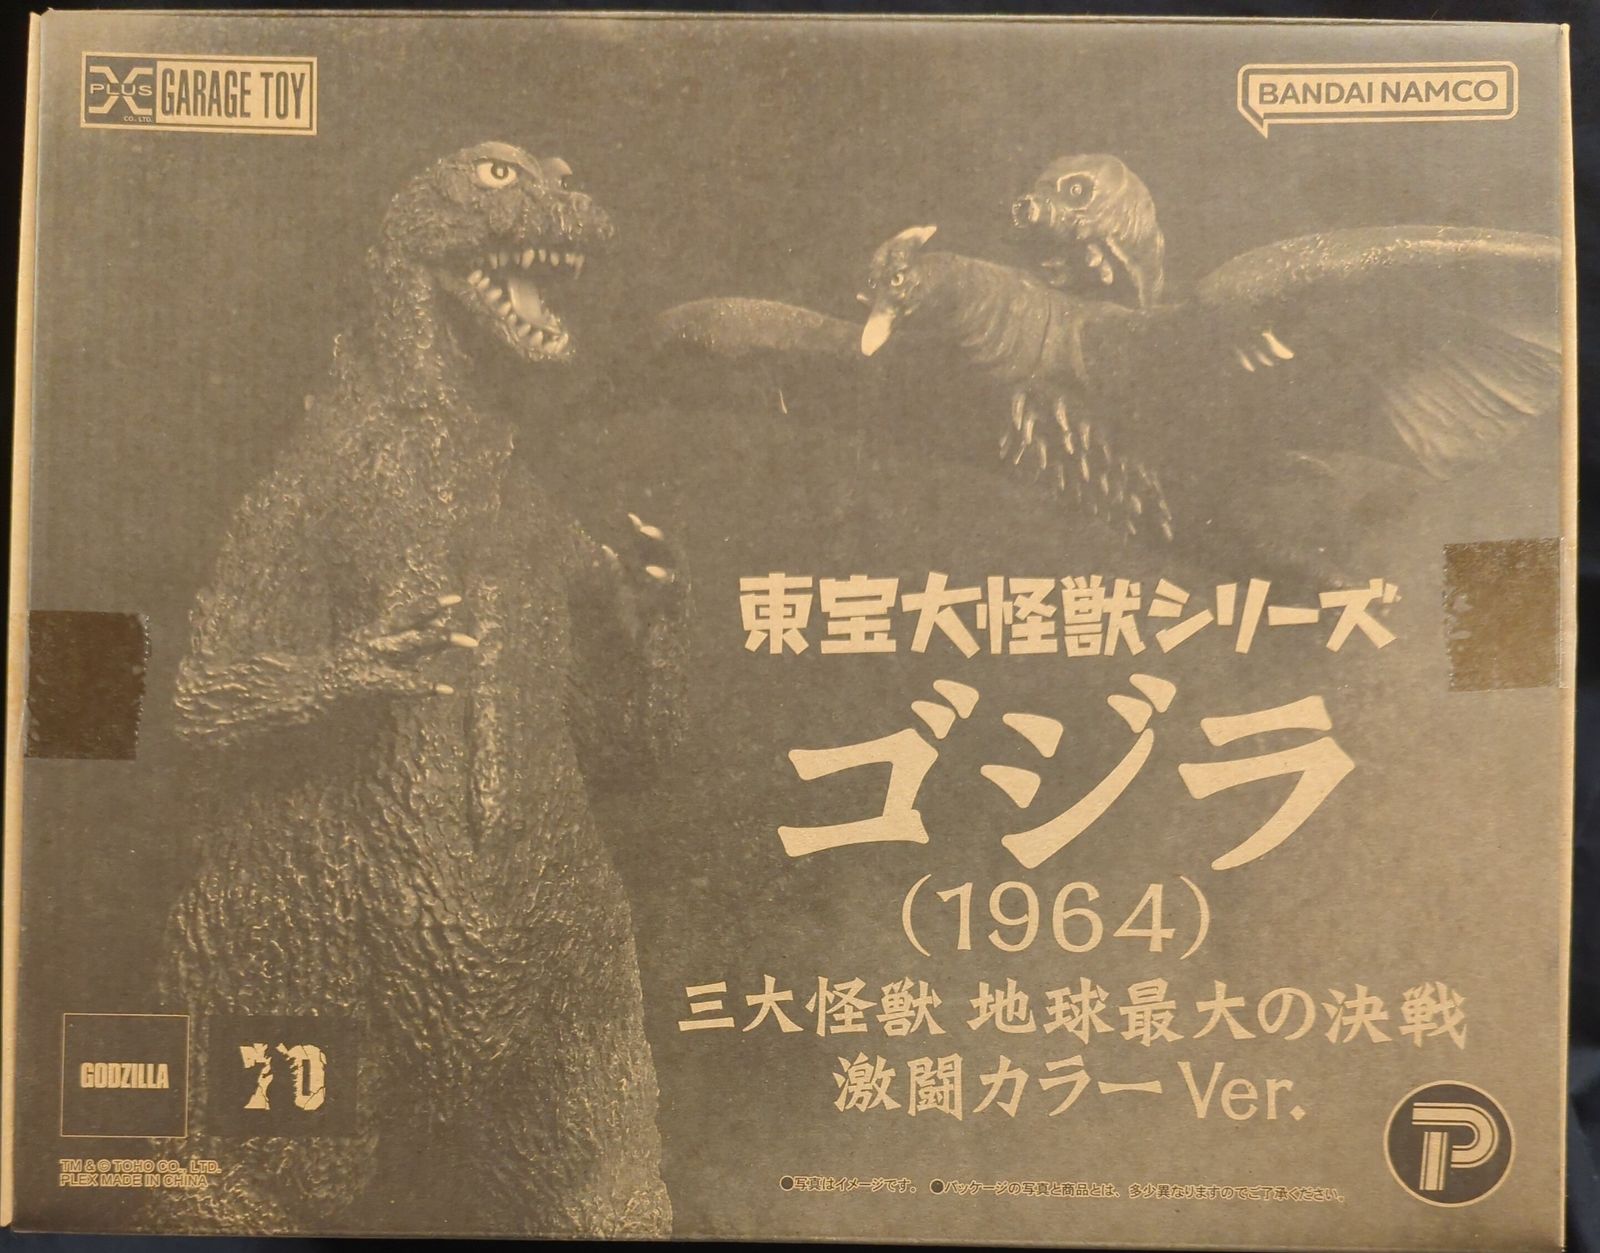 X PLUS CO., LTD. GARAGE TOY
BANDAI NAMCO
東宝大怪獣シリーズ
ゴジラ
(1964)
三大怪獣 地球最大の決戦
激闘カラー Ver.
GODZILLA
70
P
TM & © TOHO CO., LTD.
PLEX MADE IN CHINA
●写真はイメージです。 ●パッケージの写真と商品とは、多少異なりますのでご了承ください。